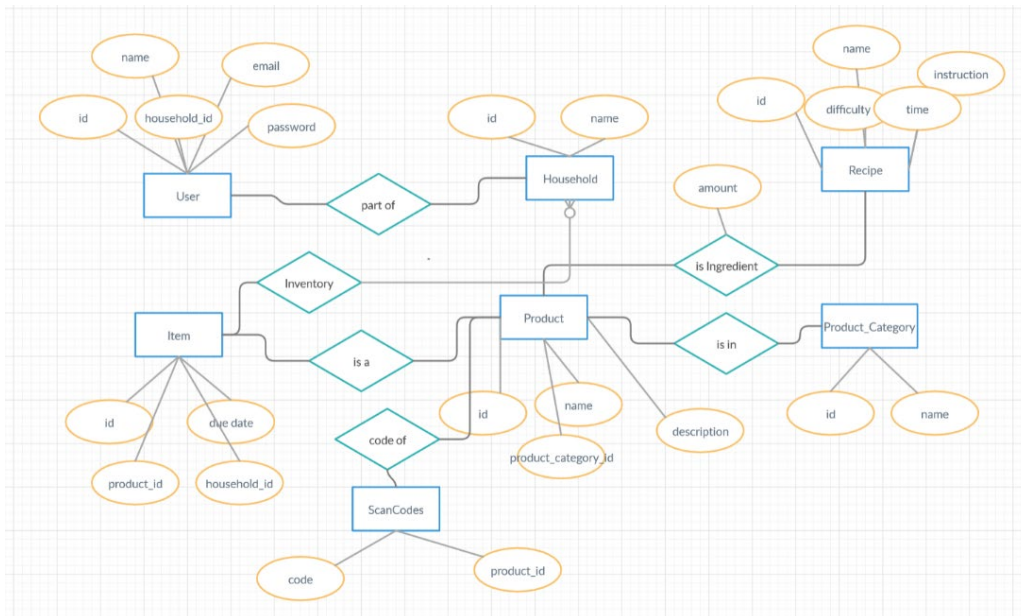 name
email
id
household_id
password
User
part of
id
name
Household
name
instruction
id
difficulty
time
Recipe
amount
is Ingredient
Inventory
Item
is a
Product
is in
Product_Category
id
due date
product_id
household_id
id
name
product_category_id
description
id
name
code of
ScanCodes
code
product_id